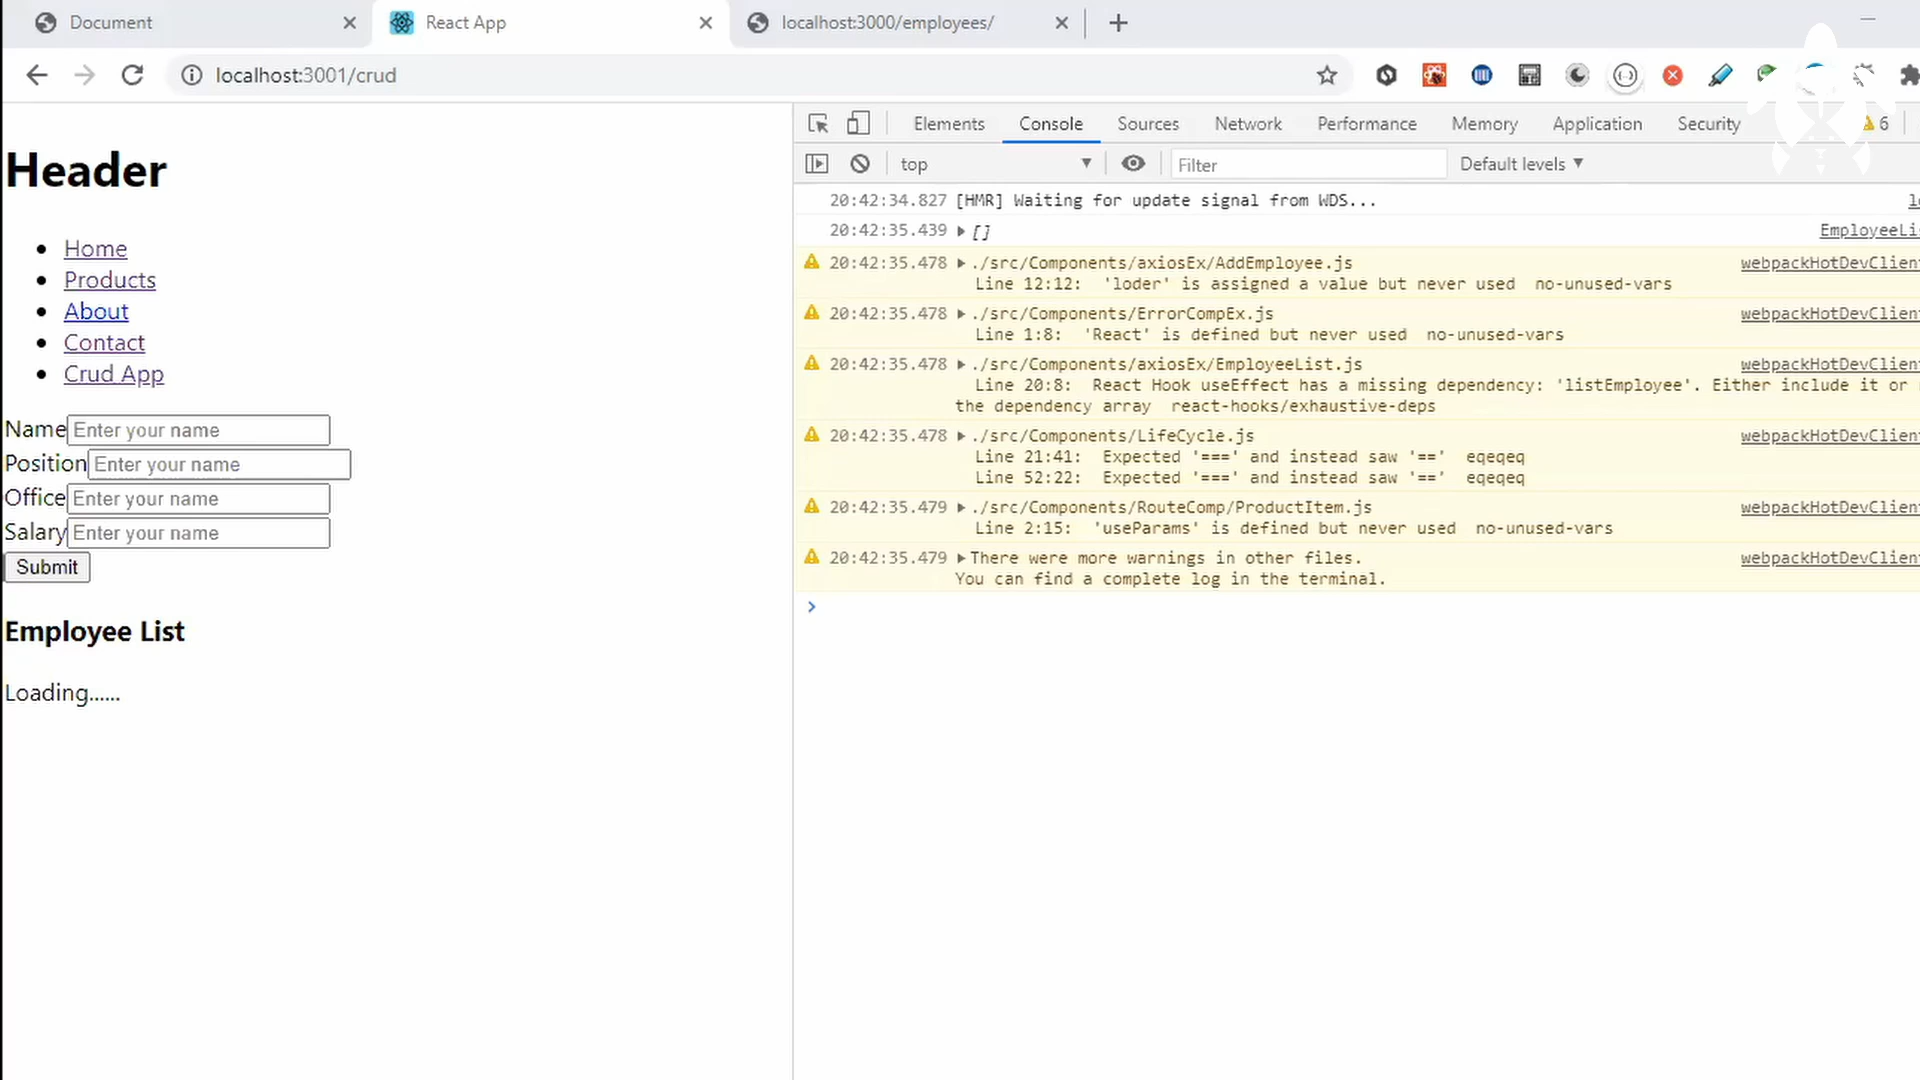 Document
React App
localhost:3000/employees/
localhost:3001/crud
Elements Console Sources Network Performance Memory Application Security 6
top Filter Default levels
Header
Home
Products
About
Contact
Crud App
Name Enter your name
Position Enter your name
Office Enter your name
Salary Enter your name
Submit
Employee List
Loading......
20:42:34.827 [HMR] Waiting for update signal from WDS...
20:42:35.439 [] EmployeeLis
20:42:35.478 ./src/Components/axiosEx/AddEmployee.js webpackHotDevClient
Line 12:12: 'loder' is assigned a value but never used no-unused-vars
20:42:35.478 ./src/Components/ErrorCompEx.js webpackHotDevClient
Line 1:8: 'React' is defined but never used no-unused-vars
20:42:35.478 ./src/Components/axiosEx/EmployeeList.js webpackHotDevClient
Line 20:8: React Hook useEffect has a missing dependency: 'listEmployee'. Either include it or
the dependency array react-hooks/exhaustive-deps
20:42:35.478 ./src/Components/LifeCycle.js webpackHotDevClient
Line 21:41: Expected '===' and instead saw '==' eqeqeq
Line 52:22: Expected '===' and instead saw '==' eqeqeq
20:42:35.479 ./src/Components/RouteComp/ProductItem.js webpackHotDevClient
Line 2:15: 'useParams' is defined but never used no-unused-vars
20:42:35.479 There were more warnings in other files. webpackHotDevClient
You can find a complete log in the terminal.